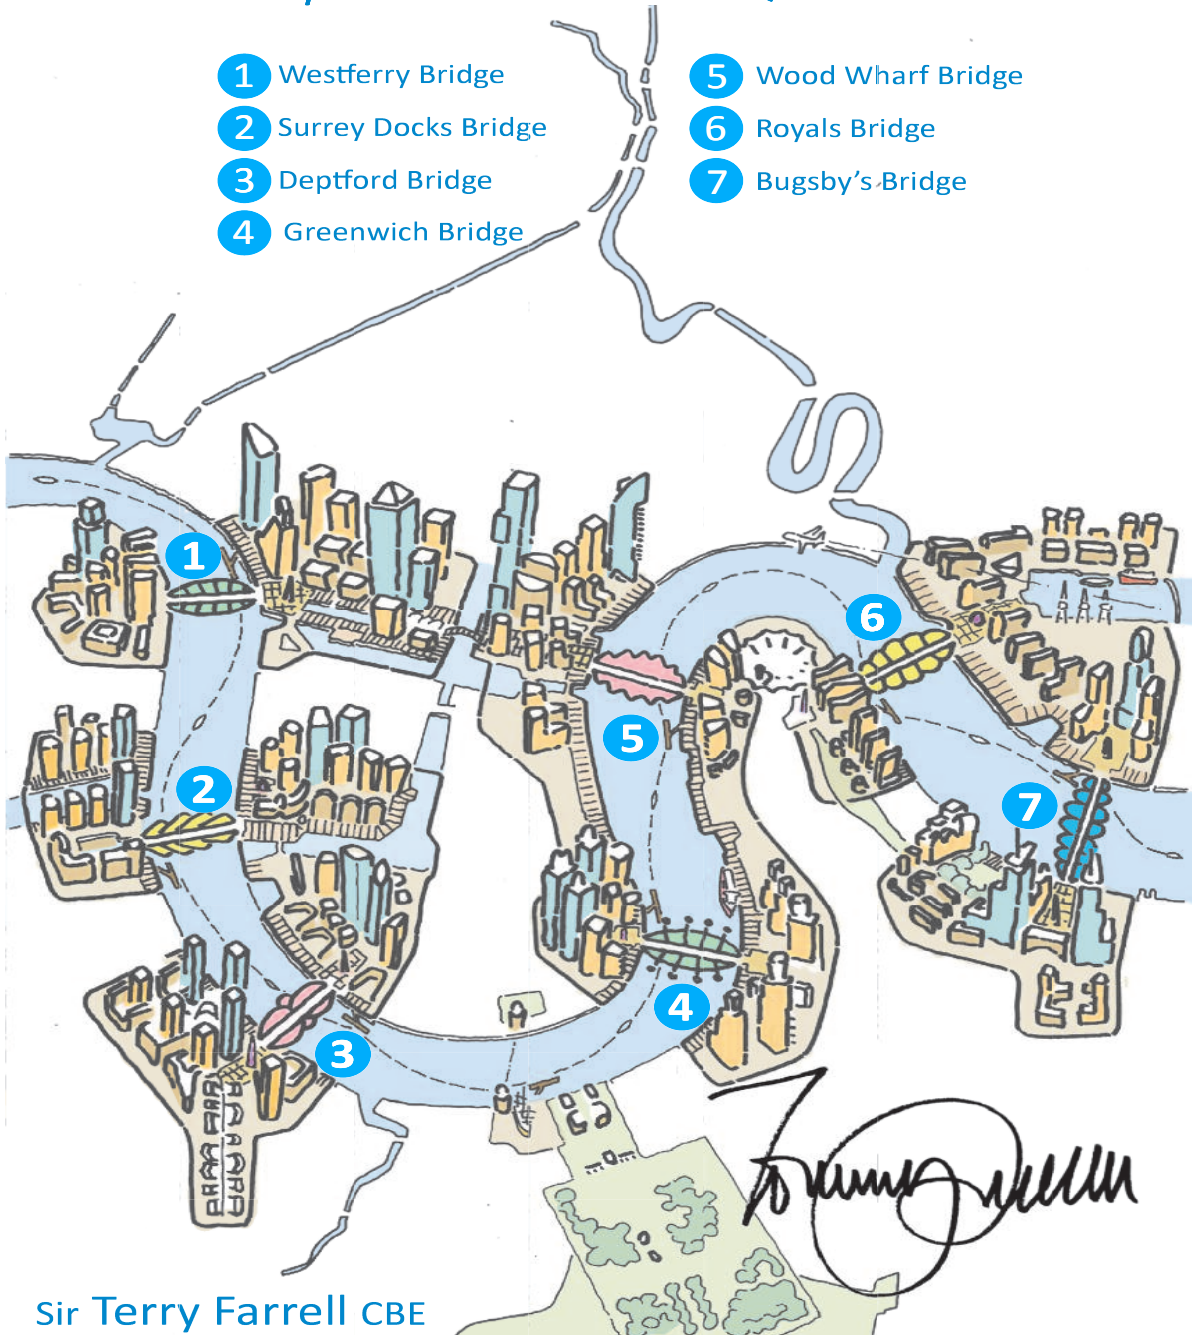 1 Westferry Bridge
2 Surrey Docks Bridge
3 Deptford Bridge
4 Greenwich Bridge
5 Wood Wharf Bridge
6 Royals Bridge
7 Bugsby's Bridge
1
6
5
2
7
4
3
Sir Terry Farrell CBE